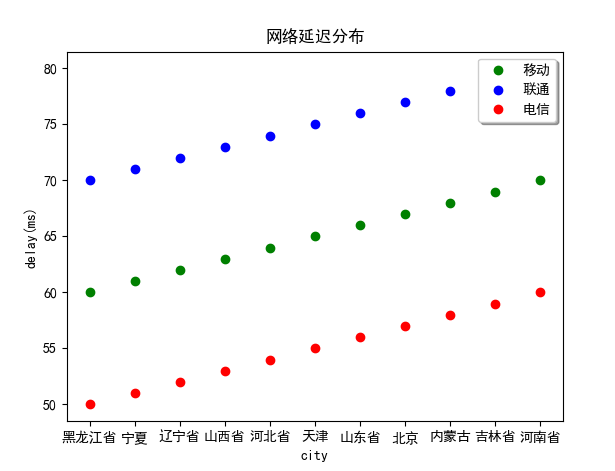 网络延迟分布
80
75
70
65
60
55
50
delay(ms)
移动
联通
电信
黑龙江省 宁夏 辽宁省 山西省 河北省 天津 山东省 北京 内蒙古 吉林省 河南省
city